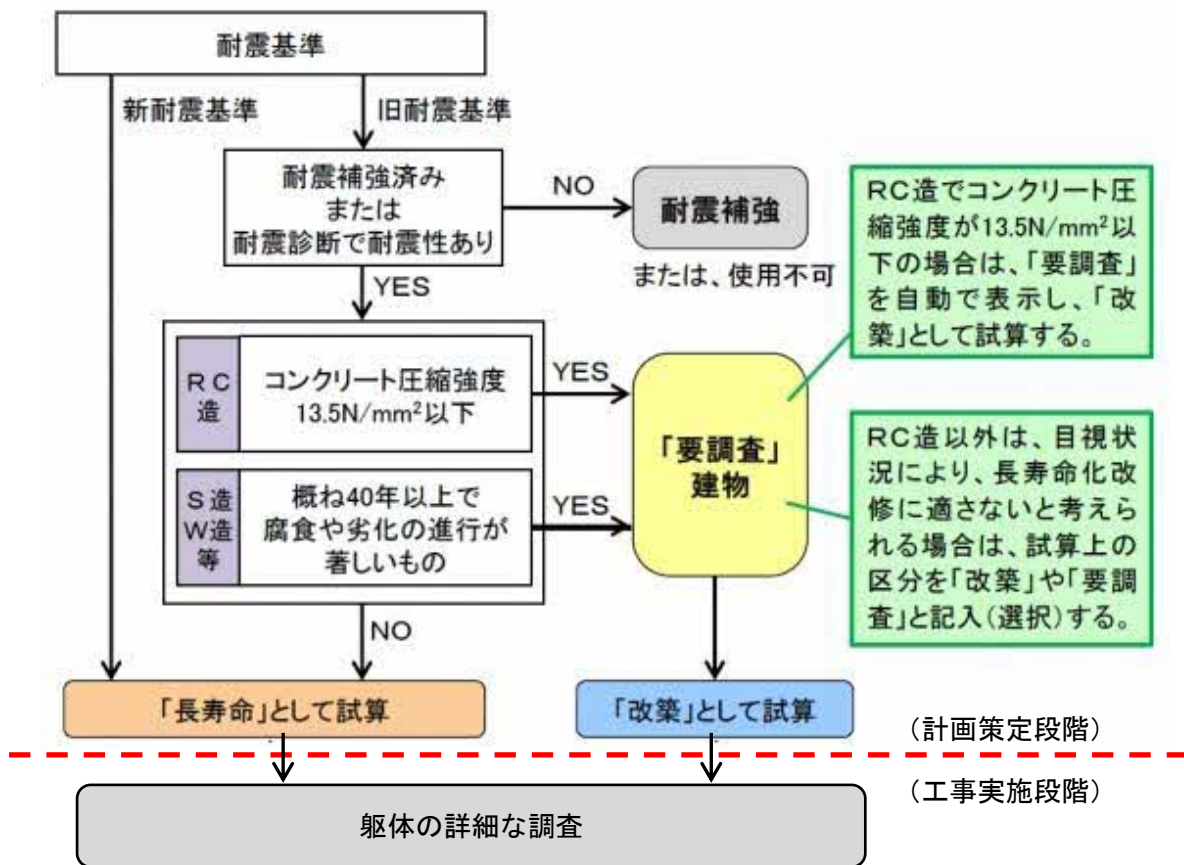 耐震基準
新耐震基準
旧耐震基準
耐震補強済み
または
耐震診断で耐震性あり
NO
耐震補強
または、使用不可
YES
RC
造
コンクリート圧縮強度
13.5N/mm²以下
YES
S造
W造
等
概ね40年以上で
腐食や劣化の進行が
著しいもの
YES
「要調査」
建物
RC造でコンクリート圧
縮強度が13.5N/mm²以
下の場合は、「要調査」
を自動で表示し、「改
築」として試算する。
RC造以外は、目視状
況により、長寿命化改
修に適さないと考えら
れる場合は、試算上の
区分を「改築」や「要調
査」と記入(選択)する。
NO
「長寿命」として試算
「改築」として試算
(計画策定段階)
(工事実施段階)
躯体の詳細な調査